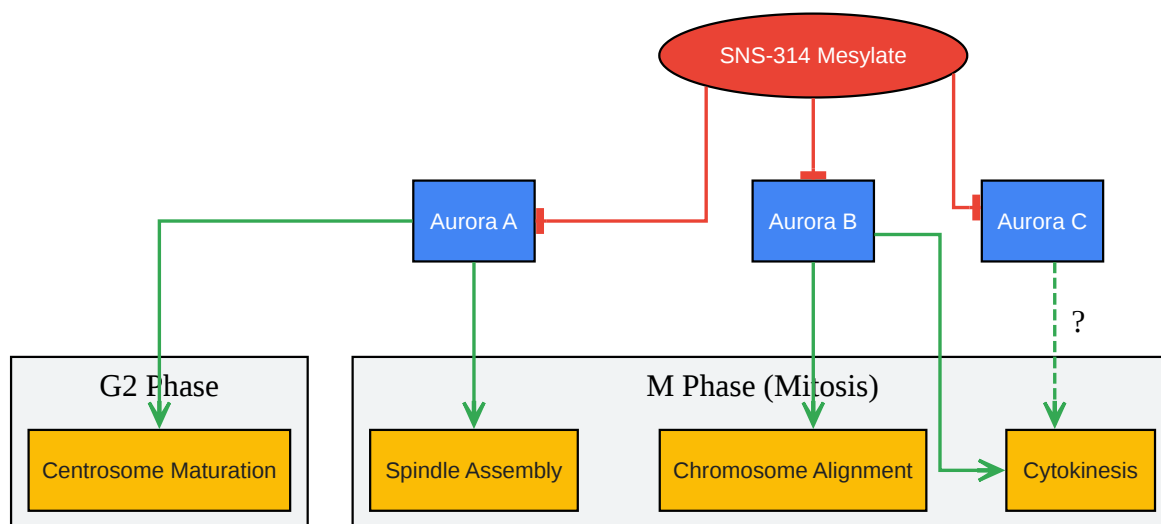 SNS-314 Mesylate
Aurora A
Aurora B
Aurora C
?
G2 Phase
M Phase (Mitosis)
Centrosome Maturation
Spindle Assembly
Chromosome Alignment
Cytokinesis